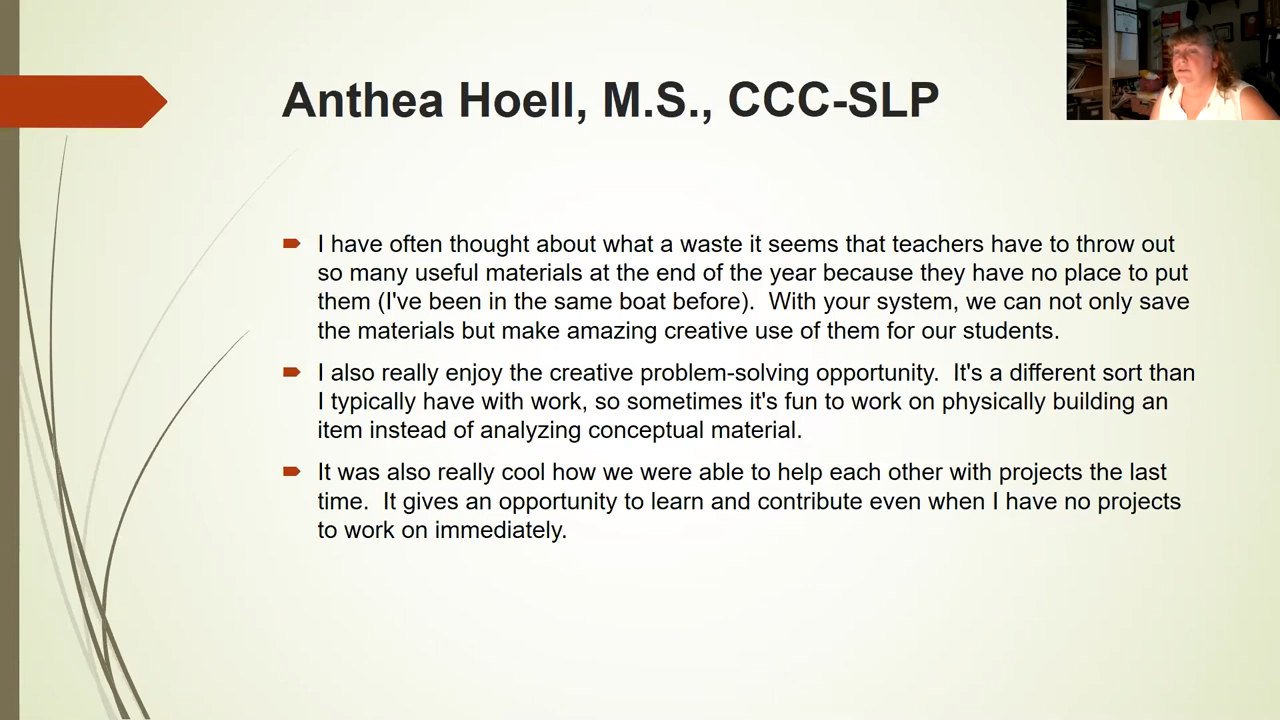 Anthea Hoell, M.S., CCC-SLP
I have often thought about what a waste it seems that teachers have to throw out
so many useful materials at the end of the year because they have no place to put
them (I've been in the same boat before).  With your system, we can not only save
the materials but make amazing creative use of them for our students.
I also really enjoy the creative problem-solving opportunity.  It's a different sort than
I typically have with work, so sometimes it's fun to work on physically building an
item instead of analyzing conceptual material.
It was also really cool how we were able to help each other with projects the last
time.  It gives an opportunity to learn and contribute even when I have no projects
to work on immediately.